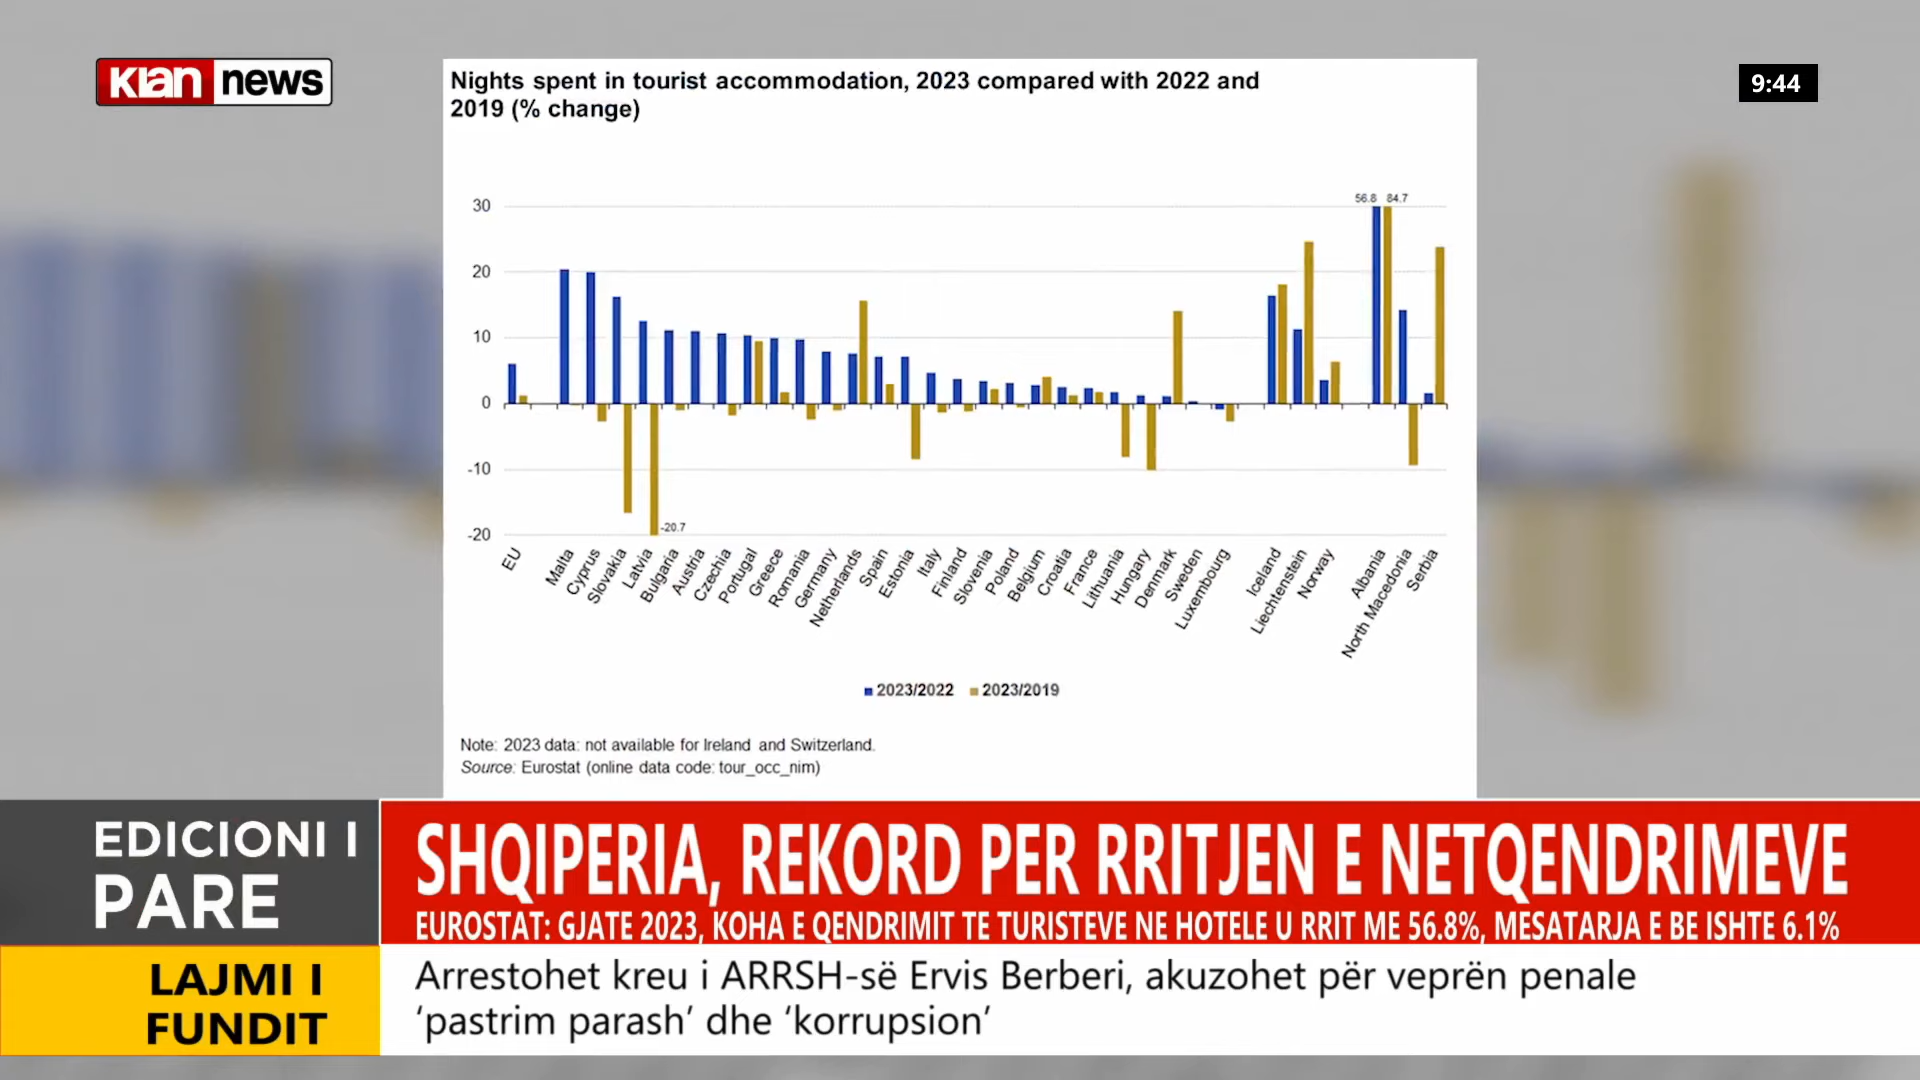 Klan news
9:44
Nights spent in tourist accommodation, 2023 compared with 2022 and
2019 (% change)
56.8 84.7
30
20
10
0
-10
-20
-20.7
EU
Malta
Cyprus
Slovakia
Latvia
Bulgaria
Austria
Czechia
Portugal
Greece
Romania
Germany
Netherlands
Spain
Estonia
Italy
Finland
Slovenia
Poland
Belgium
Croatia
France
Lithuania
Hungary
Denmark
Sweden
Luxembourg
Iceland
Liechtenstein
Norway
Albania
North Macedonia
Serbia
2023/2022 2023/2019
Note: 2023 data: not available for Ireland and Switzerland.
Source: Eurostat (online data code: tour_occ_nim)
EDICIONI I
PARE
SHQIPERIA, REKORD PER RRITJEN E NETQENDRIMEVE
EUROSTAT: GJATE 2023, KOHA E QENDRIMIT TE TURISTEVE NE HOTELE U RRIT ME 56.8%, MESATARJA E BE ISHTE 6.1%
LAJMI I
FUNDIT
Arrestohet kreu i ARRSH-së Ervis Berberi, akuzohet për veprën penale
‘pastrim parash’ dhe ‘korrupsion’